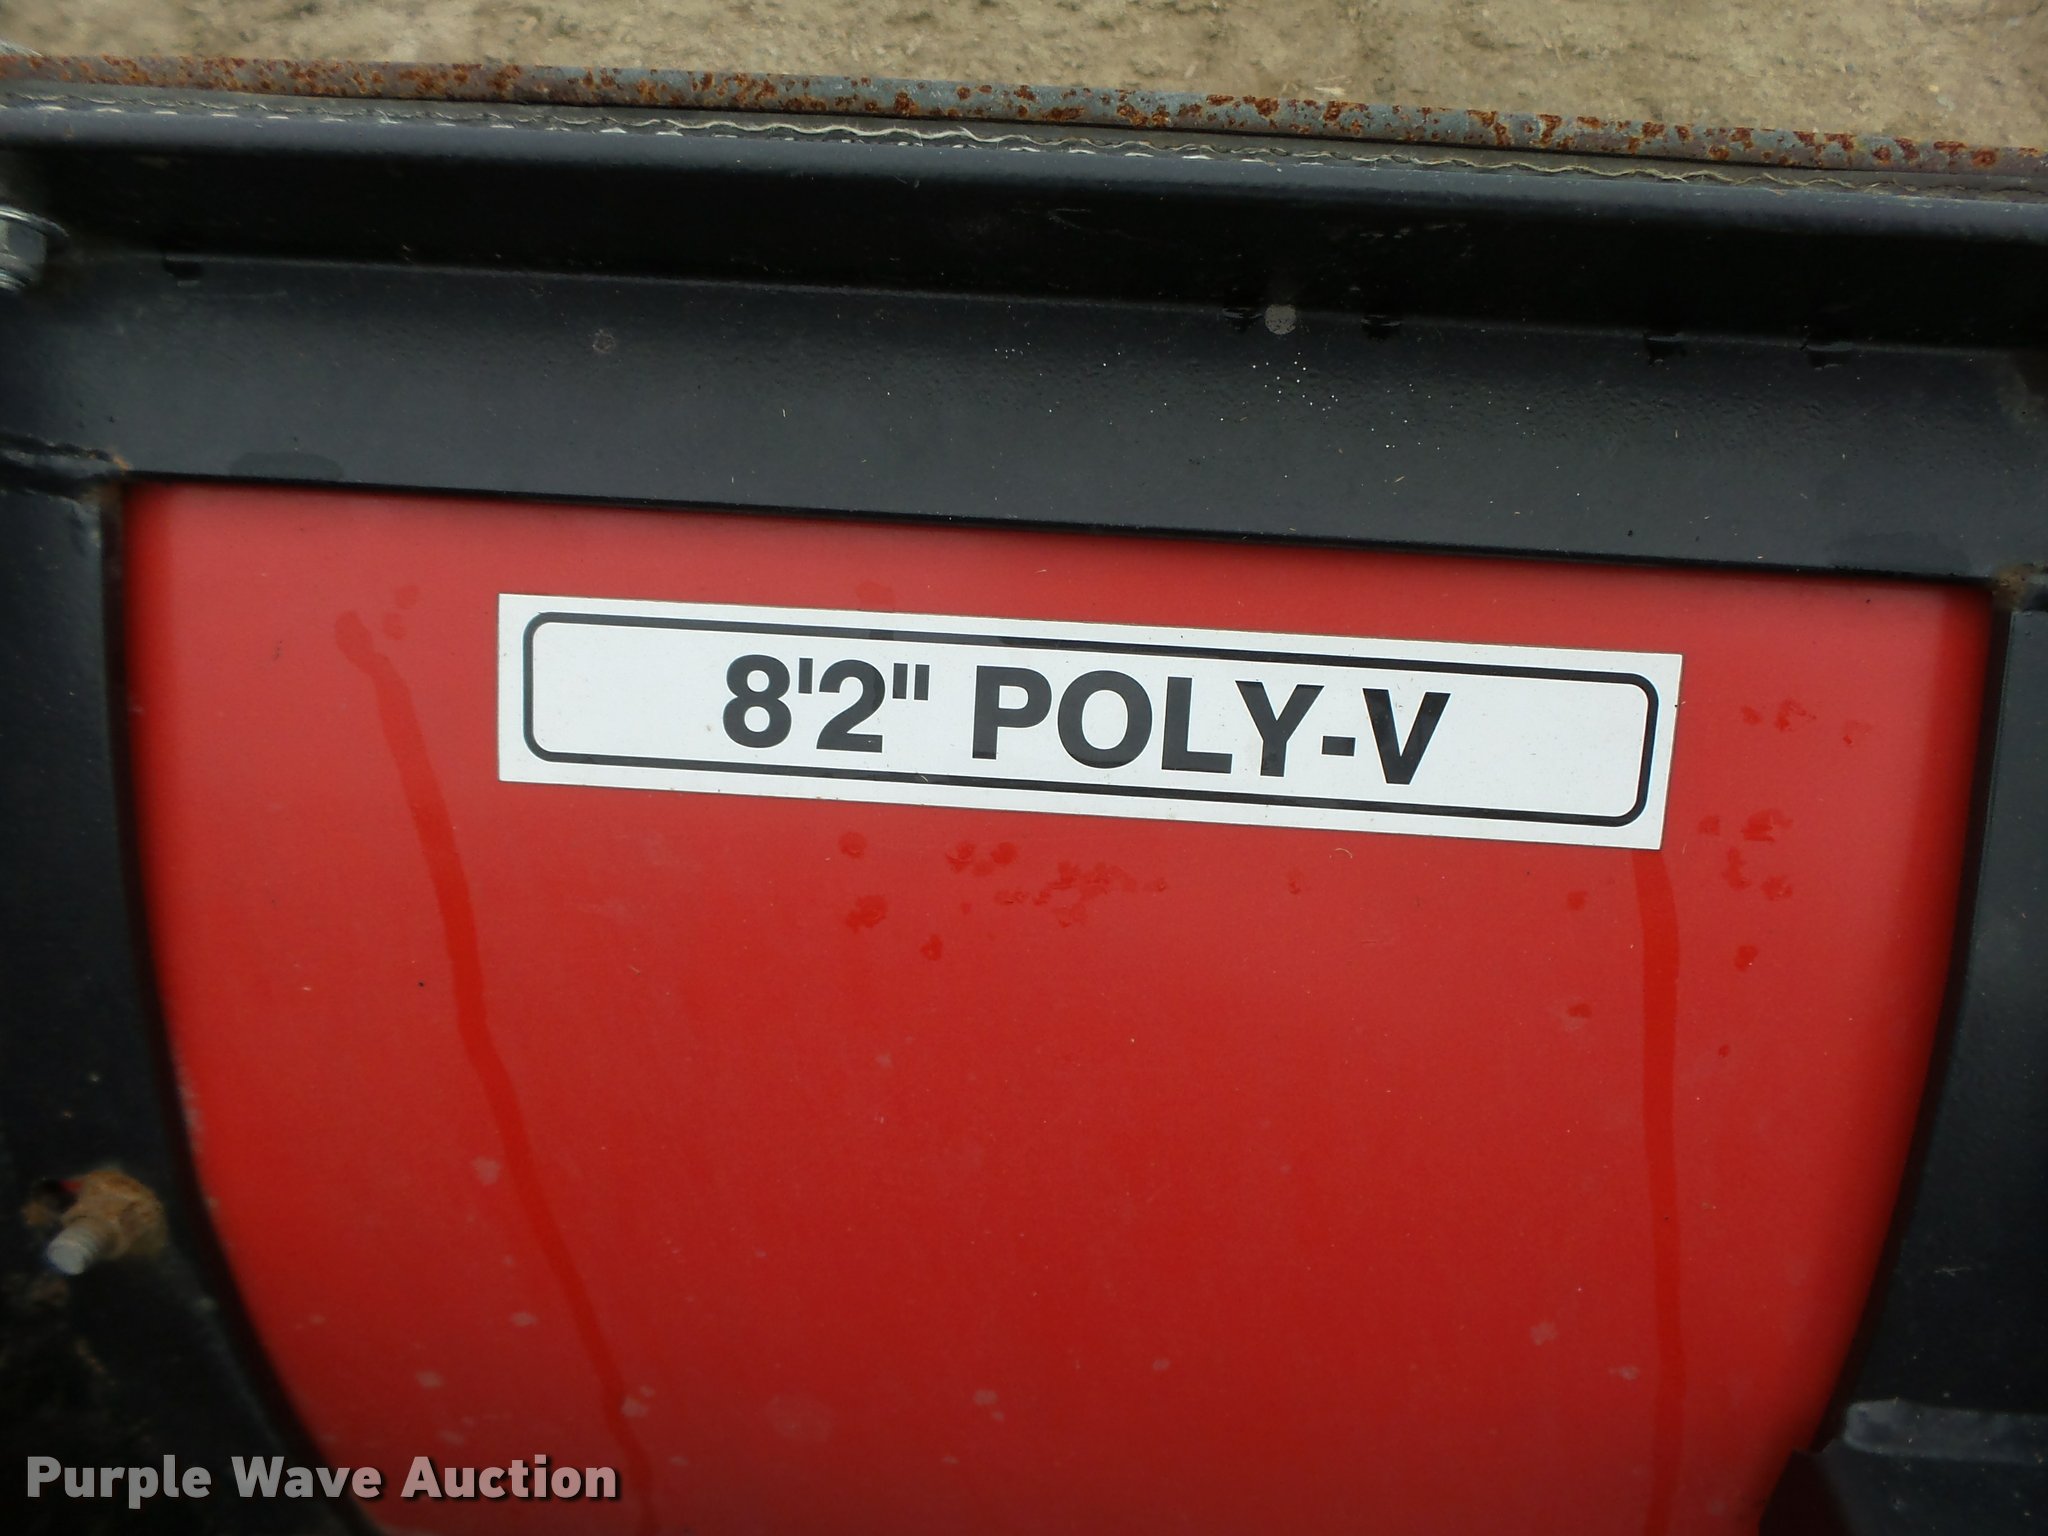 8'2" POLY-V
Purple Wave Auction